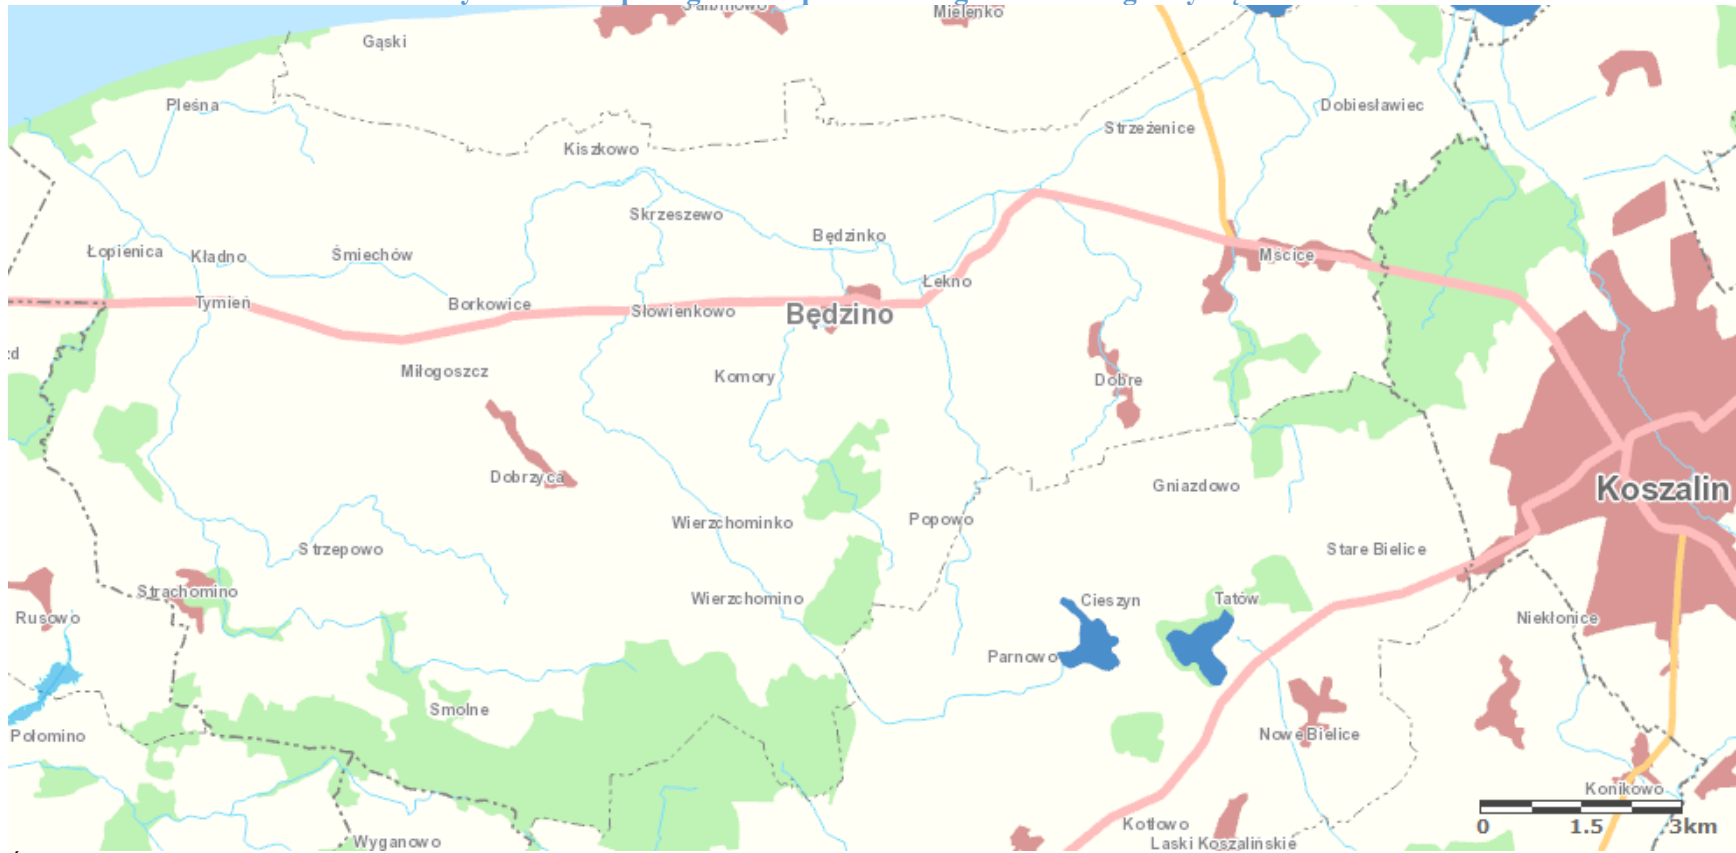 Mielenko
Gąski
Pleśna
Dobiesławiec
Strzeżenice
Kiszkowo
Skrzeszewo
Będzinko
Łopienica
Kładno
Śmiechów
Mścice
Łekno
Tymień
Borkowice
Słowienkowo
Będzino
Miłogoszcz
Komory
Dobre
Dobrzyca
Gniazdowo
Koszalin
Wierzchominko
Popowo
Strzepowo
Stare Bielice
Strachomino
Wierzchomino
Cieszyn
Tatów
Rusowo
Niekłonice
Parnowo
Smolne
Połomino
Nowe Bielice
Konikowo
0 1.5 3km
Kotłowo
Wyganowo
Laski Koszalińskie